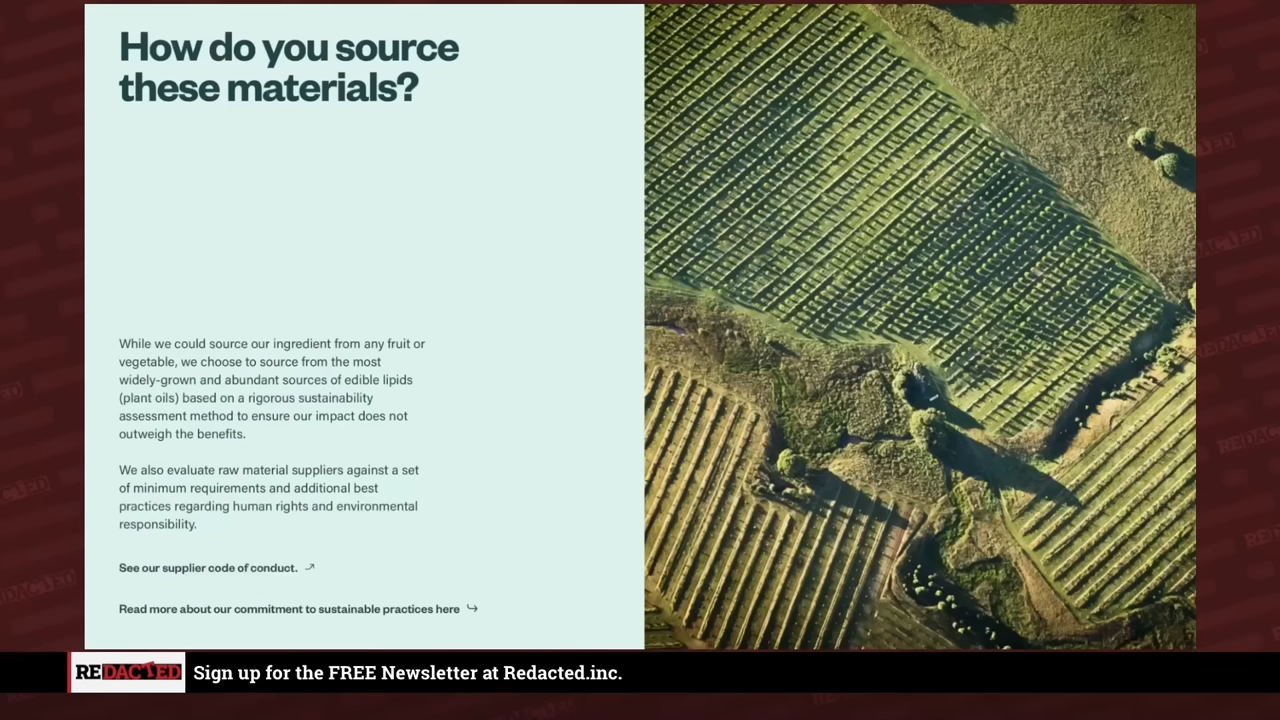 How do you source
these materials?
While we could source our ingredient from any fruit or
vegetable, we choose to source from the most
widely-grown and abundant sources of edible lipids
(plant oils) based on a rigorous sustainability
assessment method to ensure our impact does not
outweigh the benefits.
We also evaluate raw material suppliers against a set
of minimum requirements and additional best
practices regarding human rights and environmental
responsibility.
See our supplier code of conduct.
Read more about our commitment to sustainable practices here
REDACTED
Sign up for the FREE Newsletter at Redacted.inc.